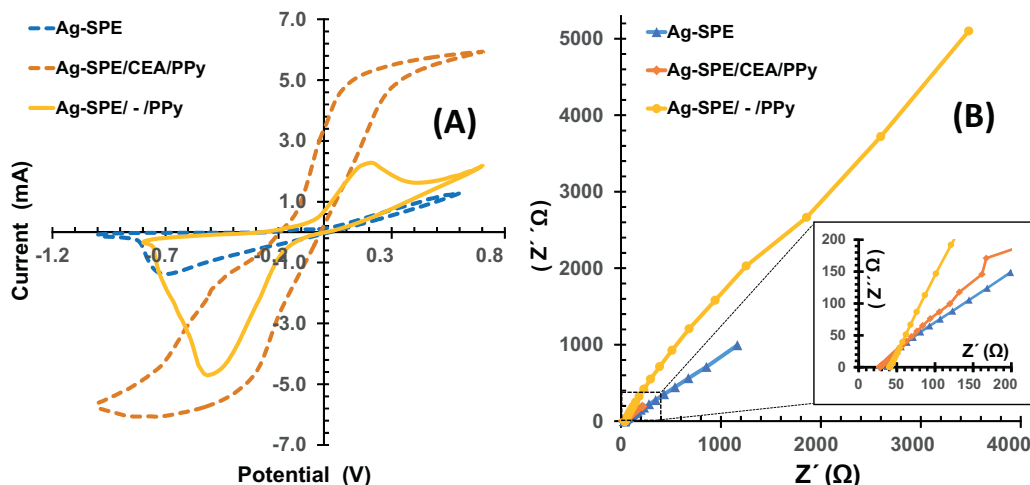 Ag-SPE
Ag-SPE/CEA/PPy
Ag-SPE/ - /PPy
(A)
7.0
5.0
3.0
1.0
-1.0
-3.0
-5.0
-7.0
-1.2
-0.7
-0.2
0.3
0.8
Current (mA)
Potential (V)
Ag-SPE
Ag-SPE/CEA/PPy
Ag-SPE/ - /PPy
(B)
5000
4000
3000
2000
1000
0
0
1000
2000
3000
4000
( Z´ ´Ω)
Z´ (Ω)
200
150
100
50
0
0
50
100
150
200
(Z´´,Ω)
Z´ (Ω)